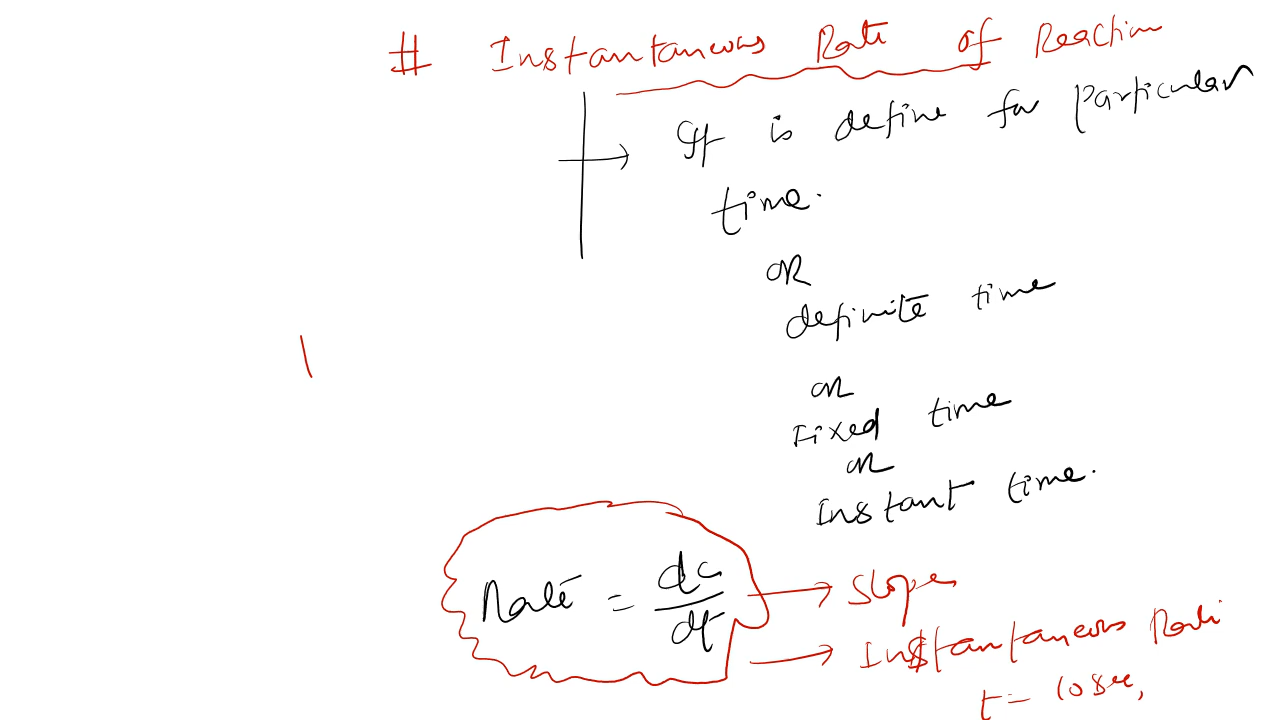 # Instantaneous Rate of Reaction
It is define for particular
time.
OR
definite time
OR
Fixed time
OR
Instant time.
Rate = dc/dt → Slope
→ Instantaneous Rate
t = 10 sec,